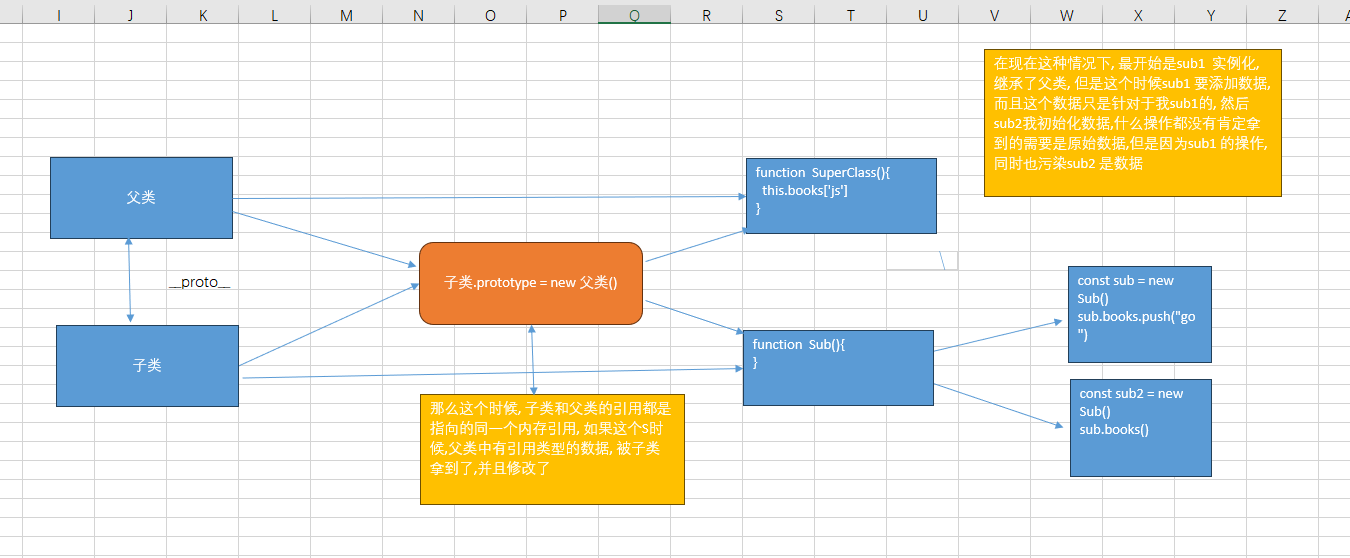 I J K L M N O P Q R S T U V W X Y Z
在现在这种情况下, 最开始是sub1 实例化,
继承了父类, 但是这个时候sub1 要添加数据,
而且这个数据只是针对于我sub1的, 然后
sub2我初始化数据,什么操作都没有肯定拿
到的需要是原始数据,但是因为sub1 的操作,
同时也污染sub2 是数据
父类
function SuperClass(){
this.books['js']
}
__proto__
子类.prototype = new 父类()
const sub = new
Sub()
sub.books.push("go
")
子类
function Sub(){
}
const sub2 = new
Sub()
sub.books()
那么这个时候, 子类和父类的引用都是
指向的同一个内存引用, 如果这个s时
候,父类中有引用类型的数据, 被子类
拿到了,并且修改了